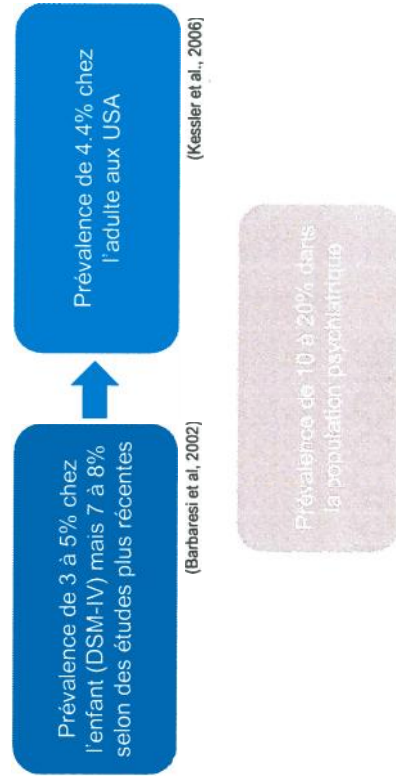 Prévalence de 3 à 5% chez
l'enfant (DSM-IV) mais 7 à 8%
selon des études plus récentes
(Barbaresi et al, 2002)
Prévalence de 4.4% chez
l'adulte aux USA
(Kessler et al., 2006)
Prévalence de 10 à 20% dans
la population psychiatrique